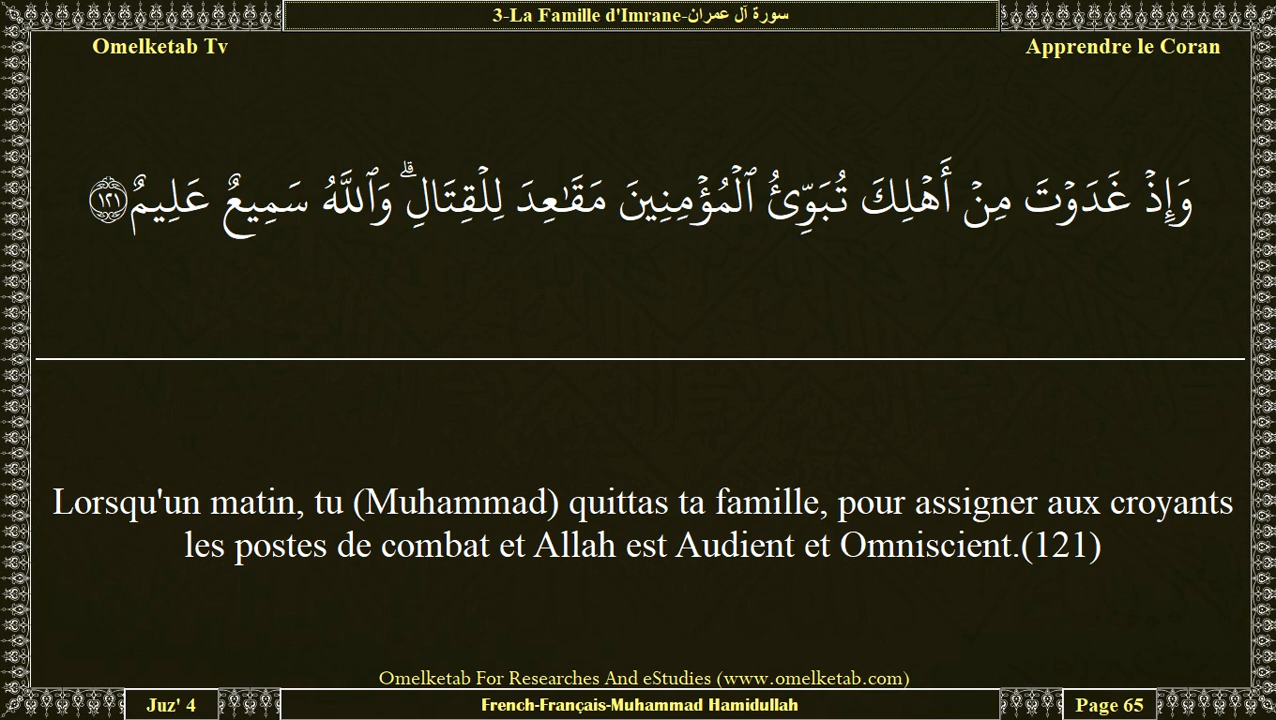 3-La Famille d'Imrane-سورة آل عمران
Omelketab Tv
Apprendre le Coran
وَإِذْ غَدَوْتَ مِنْ أَهْلِكَ تُبَوِّئُ ٱلْمُؤْمِنِينَ مَقَٰعِدَ لِلْقِتَالِ ۗ وَٱللَّهُ سَمِيعٌ عَلِيمٌ ١٢١
Lorsqu'un matin, tu (Muhammad) quittas ta famille, pour assigner aux croyants
les postes de combat et Allah est Audient et Omniscient.(121)
Omelketab For Researches And eStudies (www.omelketab.com)
Juz' 4
French-Français-Muhammad Hamidullah
Page 65